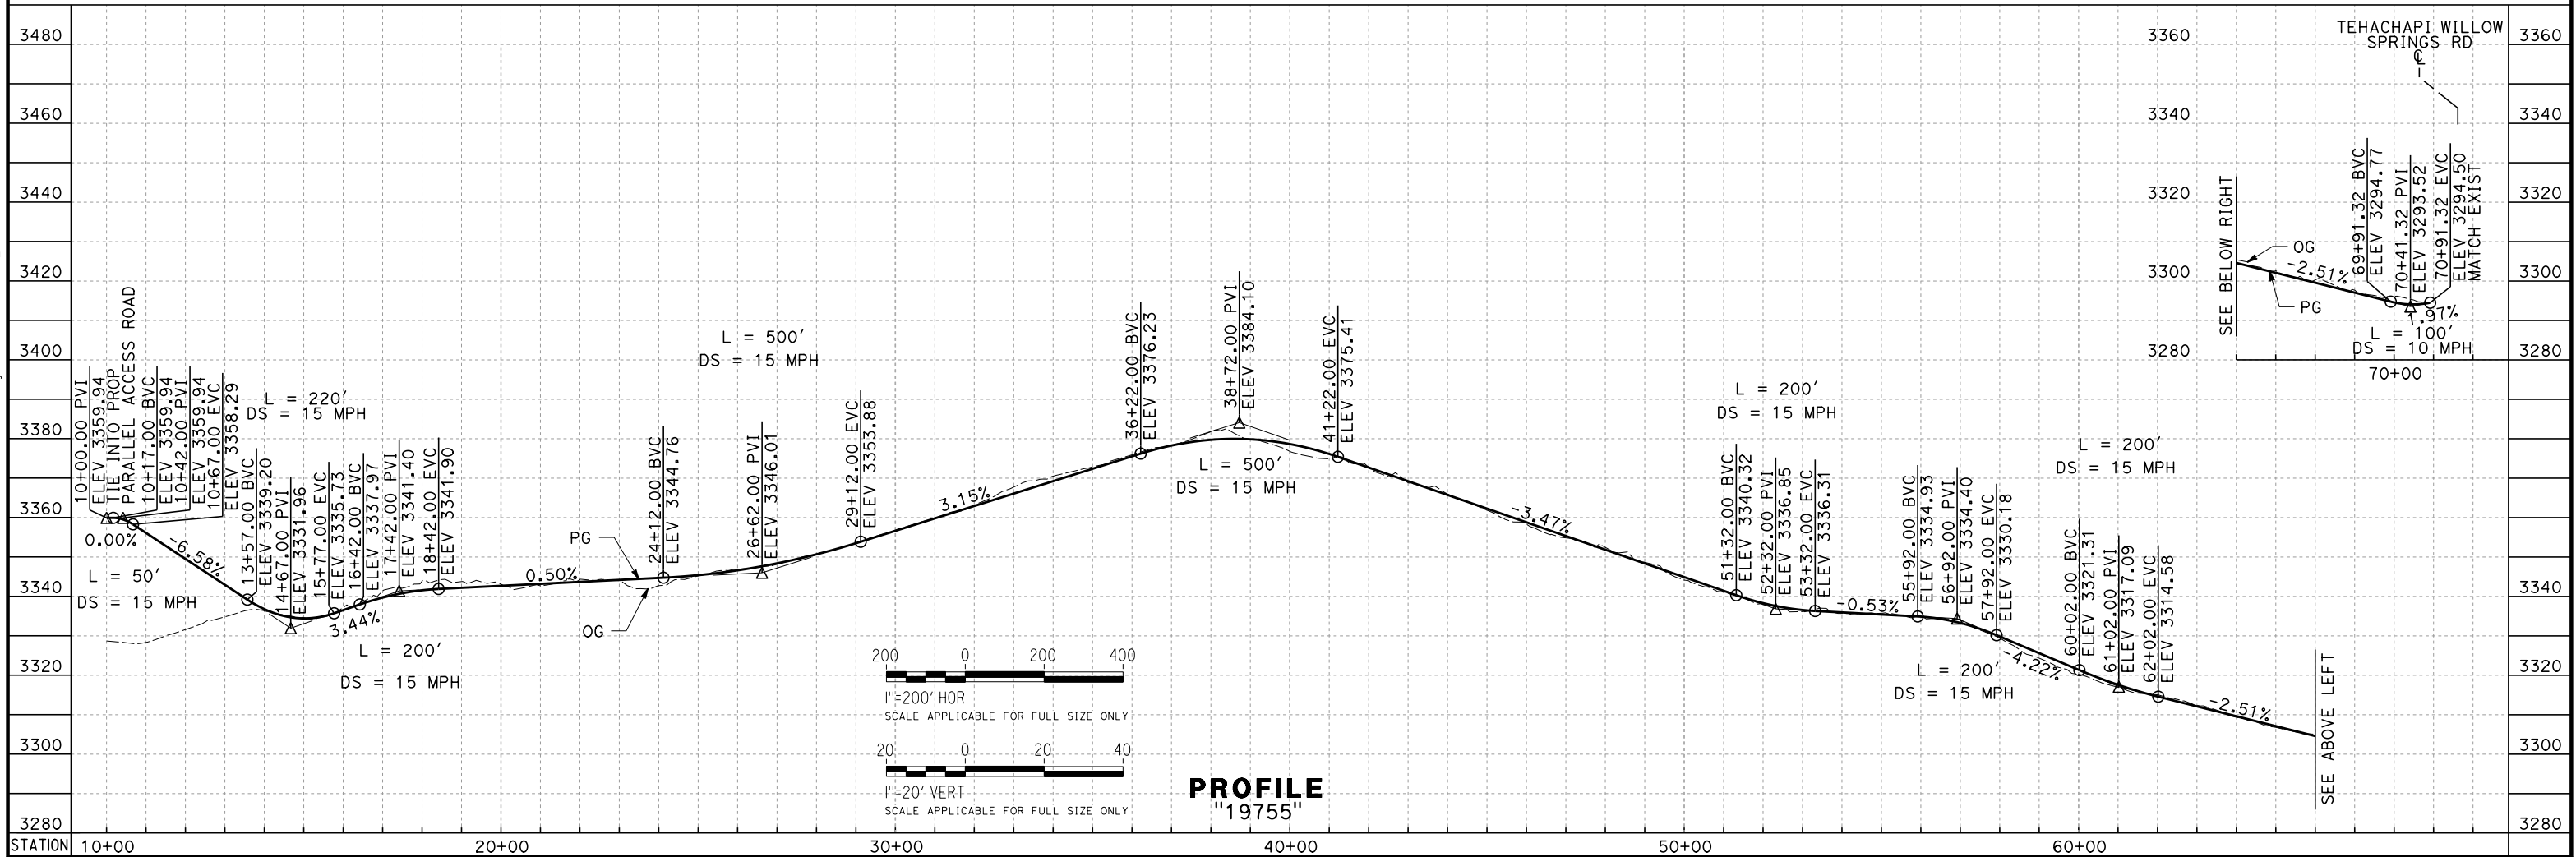 3480
3460
3440
3420
3400
3380
3360
3340
3320
3300
3280
STATION
10+00
20+00
30+00
40+00
50+00
60+00
10+00.00 PVI
ELEV 3359.94
TIE INTO PROP
PARALLEL ACCESS ROAD
10+17.00 BVC
ELEV 3359.94
10+42.00 PVI
ELEV 3359.94
10+67.00 EVC
ELEV 3358.29
0.00%
L = 50'
DS = 15 MPH
-6.58%
L = 220'
DS = 15 MPH
13+57.00 BVC
ELEV 3339.20
14+67.00 PVI
ELEV 3331.96
15+77.00 EVC
ELEV 3335.73
3.44%
16+42.00 BVC
ELEV 3337.97
17+42.00 PVI
ELEV 3341.40
18+42.00 EVC
ELEV 3341.90
L = 200'
DS = 15 MPH
0.50%
PG
OG
24+12.00 BVC
ELEV 3344.76
26+62.00 PVI
ELEV 3346.01
29+12.00 EVC
ELEV 3353.88
L = 500'
DS = 15 MPH
3.15%
36+22.00 BVC
ELEV 3376.23
38+72.00 PVI
ELEV 3384.10
41+22.00 EVC
ELEV 3375.41
L = 500'
DS = 15 MPH
-3.47%
L = 200'
DS = 15 MPH
51+32.00 BVC
ELEV 3340.32
52+32.00 PVI
ELEV 3336.85
53+32.00 EVC
ELEV 3336.31
-0.53%
55+92.00 BVC
ELEV 3334.93
56+92.00 PVI
ELEV 3334.40
57+92.00 EVC
ELEV 3330.18
L = 200'
DS = 15 MPH
-4.22%
L = 200'
DS = 15 MPH
60+02.00 BVC
ELEV 3321.31
61+02.00 PVI
ELEV 3317.09
62+02.00 EVC
ELEV 3314.58
-2.51%
SEE ABOVE LEFT
3360
3340
3320
3300
3280
SEE BELOW RIGHT
OG
PG
-2.51%
69+91.32 BVC
ELEV 3294.77
70+41.32 PVI
ELEV 3293.52
70+91.32 EVC
ELEV 3294.50
MATCH EXIST
1.97%
L = 100'
DS = 10 MPH
70+00
TEHACHAPI WILLOW
SPRINGS RD
℄
3360
3340
3320
3300
3280
3340
3320
3300
3280
200 0 200 400
1"=200' HOR
SCALE APPLICABLE FOR FULL SIZE ONLY
20 0 20 40
1"=20' VERT
SCALE APPLICABLE FOR FULL SIZE ONLY
PROFILE
"19755"